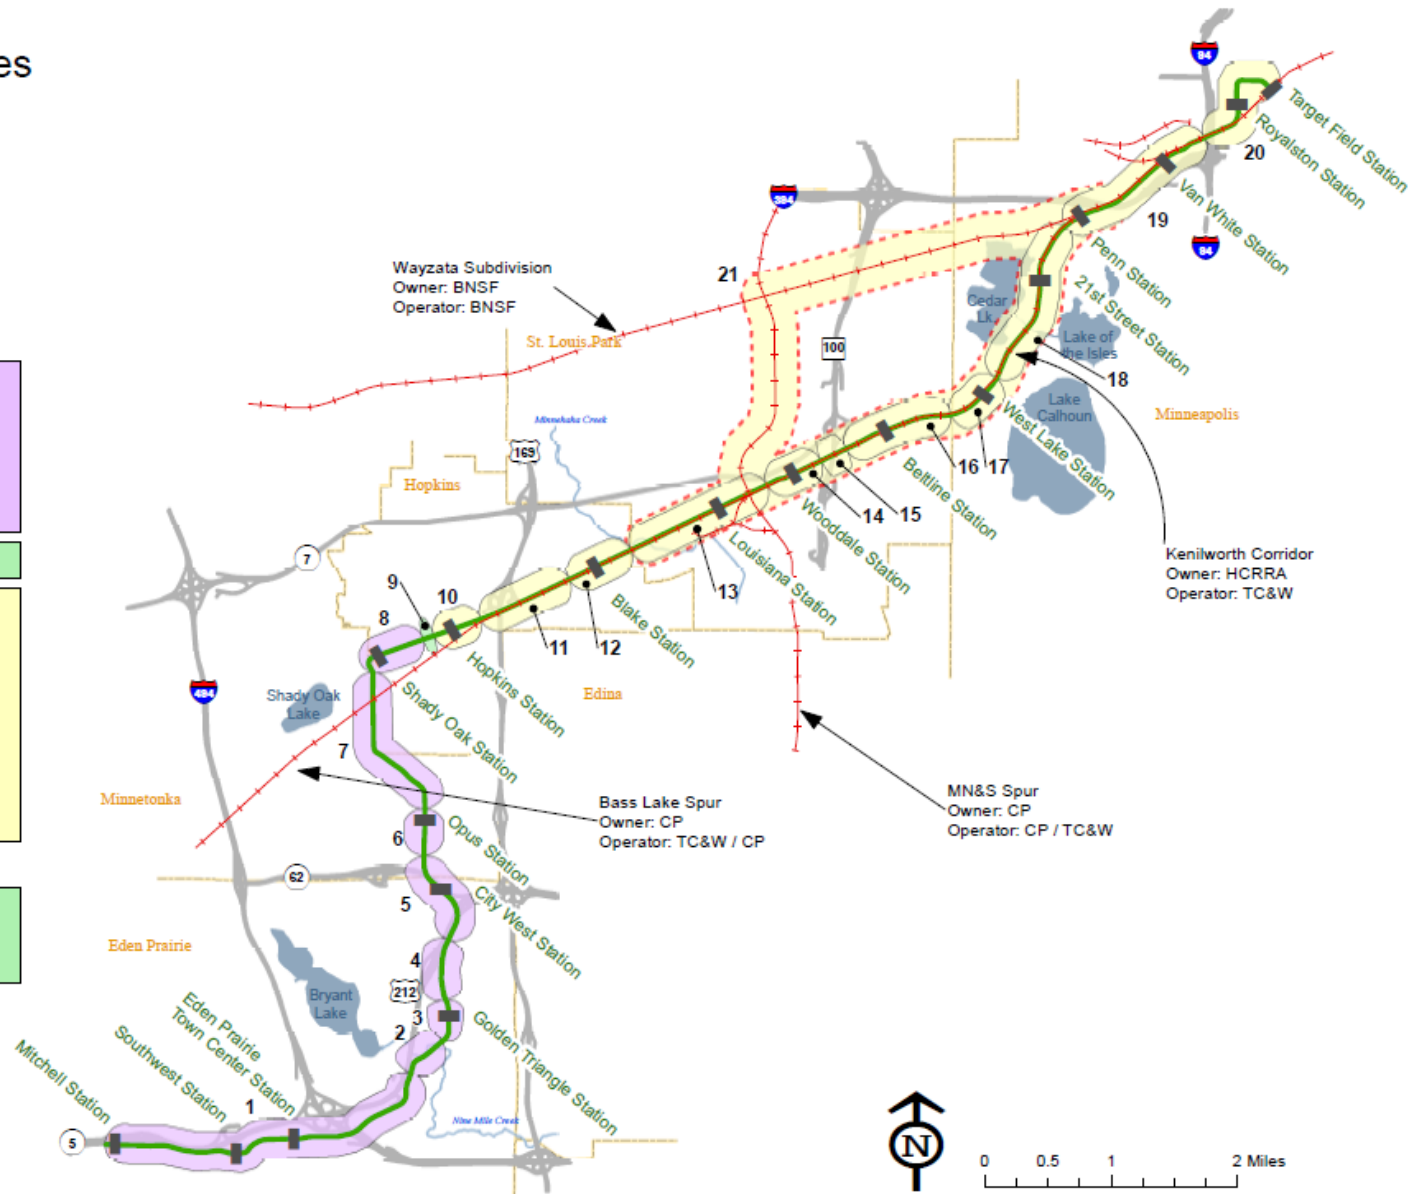 es
94
Target Field Station
Royalston Station
20
Van White Station
19
94
394
Penn Station
21st Street Station
21
Wayzata Subdivision
Owner: BNSF
Operator: BNSF
St. Louis Park
100
Cedar
Lk.
Lake of
the Isles
18
Lake
Calhoun
Minneapolis
West Lake Station
Minnehaha Creek
169
Hopkins
16
17
Beltline Station
14
15
Wooddale Station
7
13
Louisiana Station
Kenilworth Corridor
Owner: HCRRA
Operator: TC&W
9
10
8
11
12
Blake Station
Hopkins Station
Edina
494
Shady Oak
Lake
Shady Oak Station
7
Minnetonka
Bass Lake Spur
Owner: CP
Operator: TC&W / CP
MN&S Spur
Owner: CP
Operator: CP / TC&W
6
Opus Station
62
5
City West Station
Eden Prairie
4
212
Bryant
Lake
3
2
Golden Triangle Station
Eden Prairie
Town Center Station
Southwest Station
Mitchell Station
1
Nine Mile Creek
5
N
0
0.5
1
2 Miles